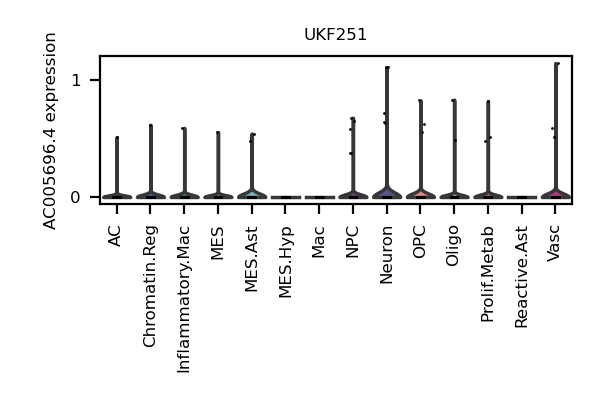 UKF251
AC005696.4 expression
1
0
AC
Chromatin.Reg
Inflammatory.Mac
MES
MES.Ast
MES.Hyp
Mac
NPC
Neuron
OPC
Oligo
Prolif.Metab
Reactive.Ast
Vasc